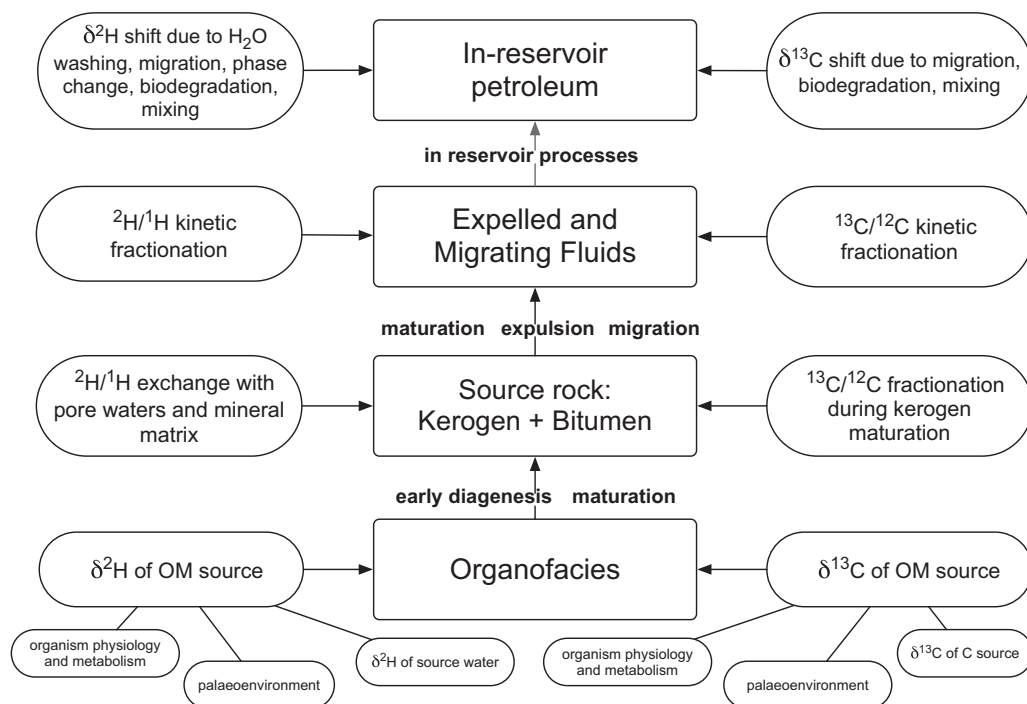 δ²H shift due to H₂O
washing, migration, phase
change, biodegradation,
mixing
In-reservoir
petroleum
δ¹³C shift due to migration,
biodegradation, mixing
in reservoir processes
²H/¹H kinetic
fractionation
Expelled and
Migrating Fluids
¹³C/¹²C kinetic
fractionation
maturation expulsion migration
²H/¹H exchange with
pore waters and mineral
matrix
Source rock:
Kerogen + Bitumen
¹³C/¹²C fractionation
during kerogen
maturation
early diagenesis maturation
δ²H of OM source
Organofacies
δ¹³C of OM source
organism physiology
and metabolism
palaeoenvironment
δ²H of source water
organism physiology
and metabolism
palaeoenvironment
δ¹³C of C source